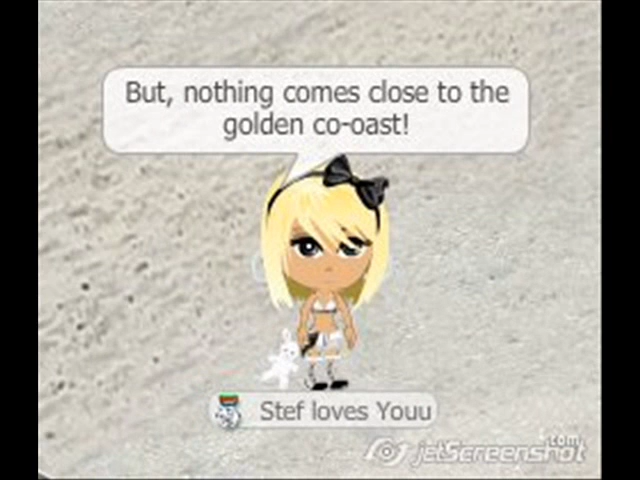 But, nothing comes close to the
golden co-oast!
Stef loves Youu
jetScreenshot
.com